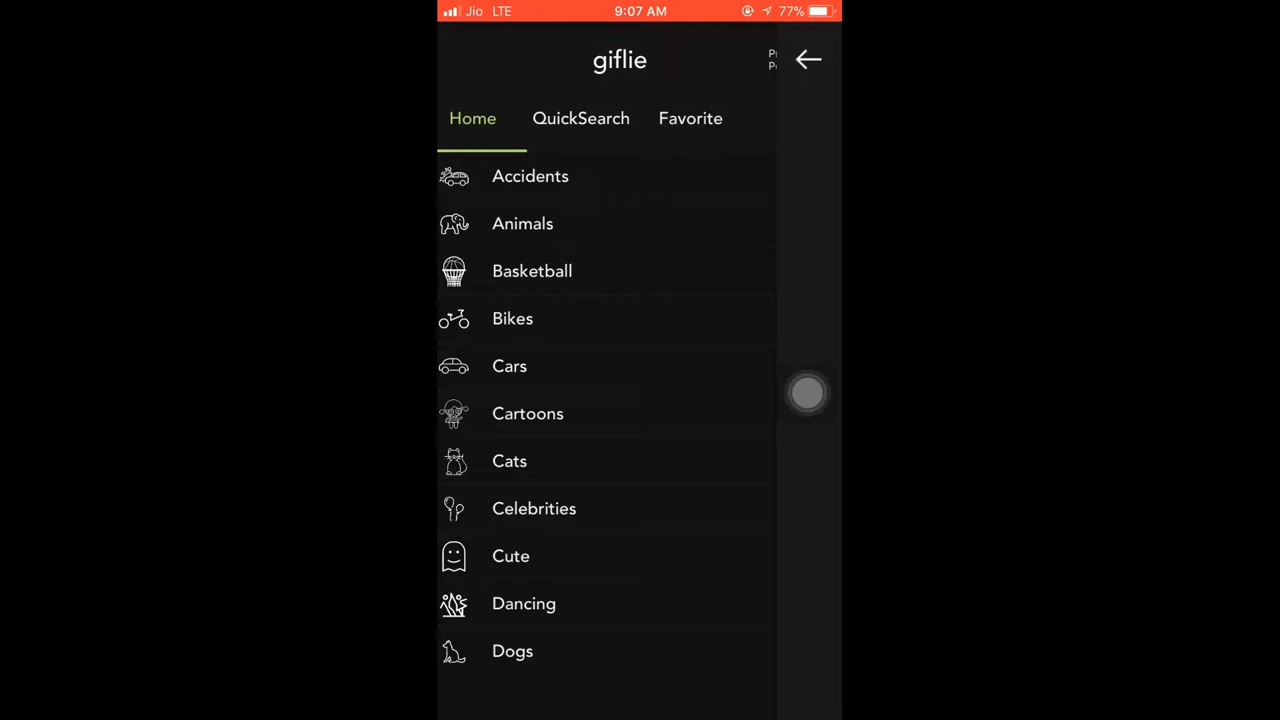 Jio LTE 9:07 AM 77%
giflie
Home QuickSearch Favorite
Accidents
Animals
Basketball
Bikes
Cars
Cartoons
Cats
Celebrities
Cute
Dancing
Dogs